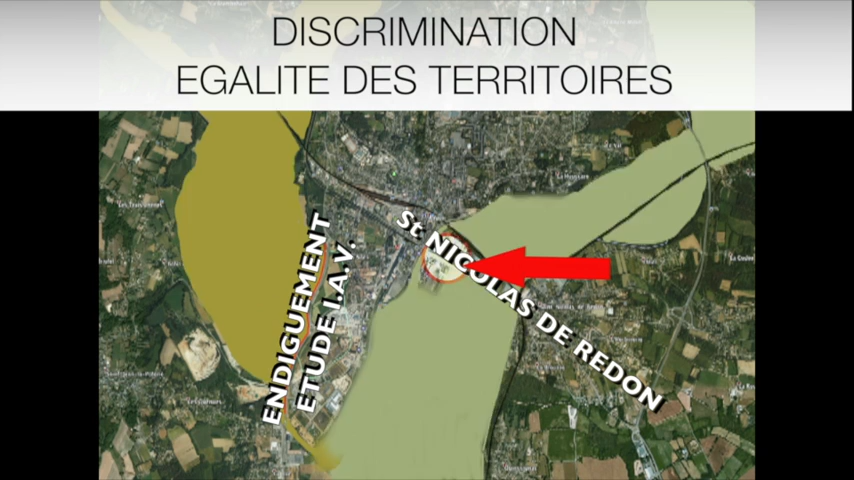 DISCRIMINATION
EGALITE DES TERRITOIRES
St NICOLAS DE REDON
ENDIGUEMENT
ETUDE I.A.V.